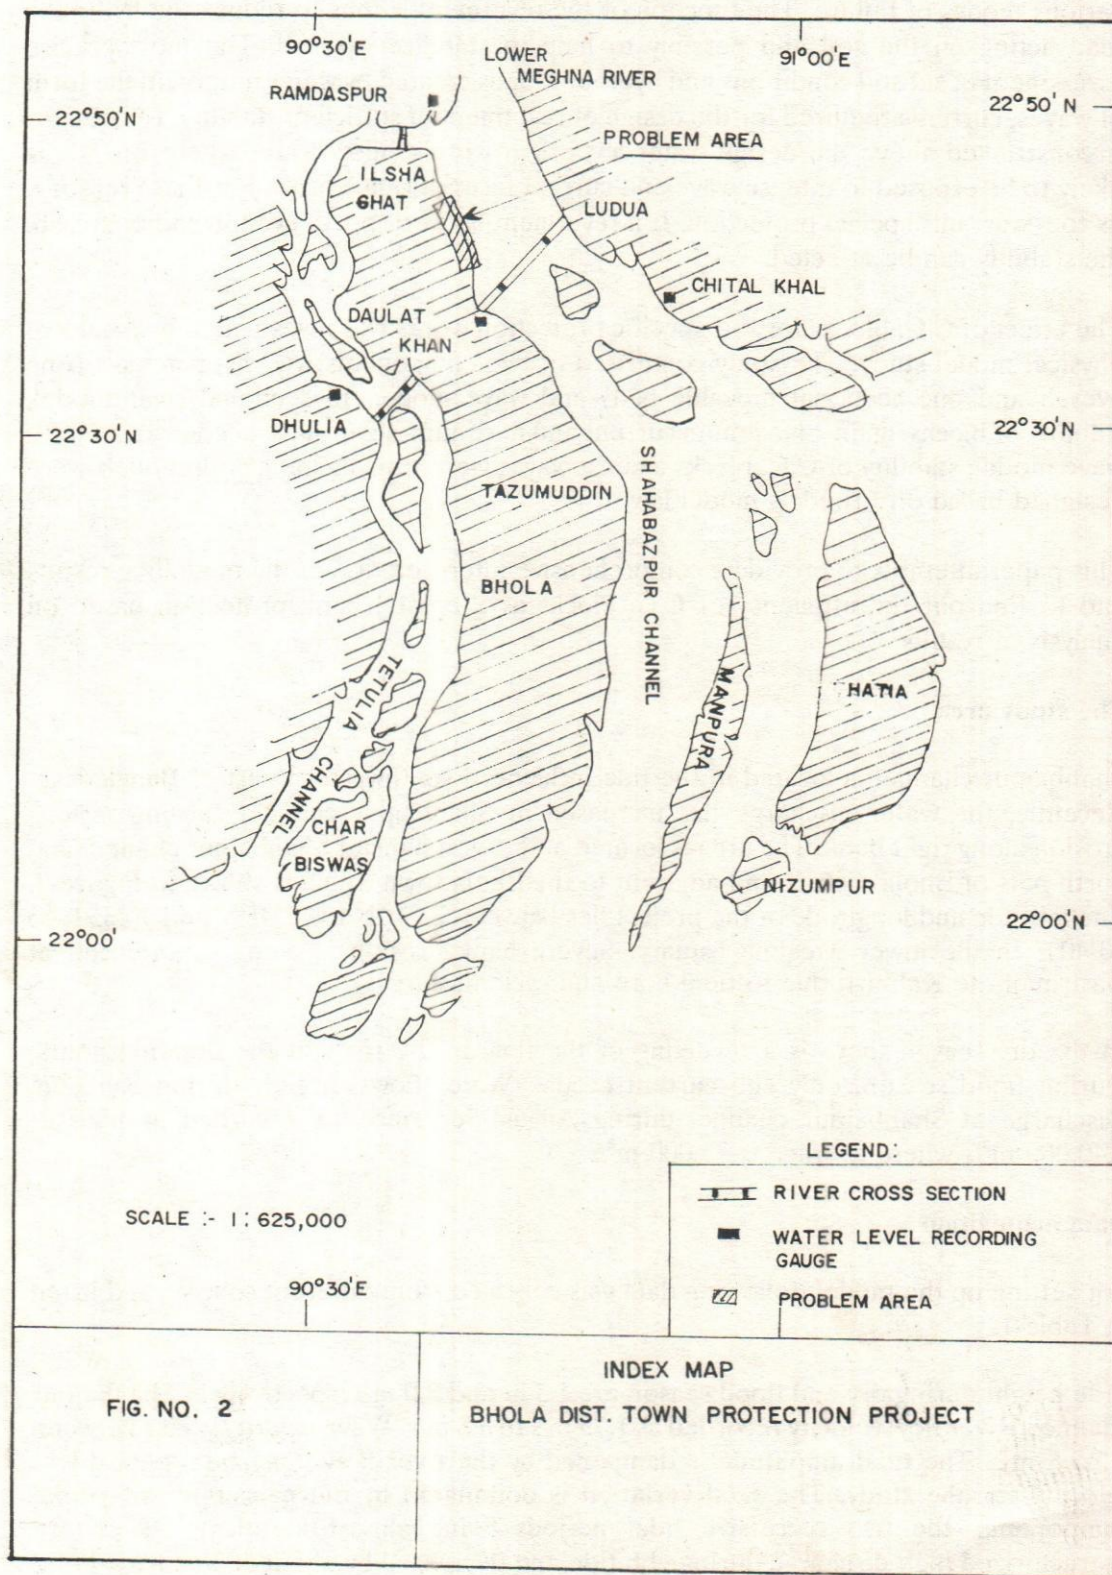 90°30'E
LOWER
MEGHNA RIVER
91°00'E
RAMDASPUR
22°50'N
22°50'N
PROBLEM AREA
ILSHA
GHAT
LUDUA
CHITAL KHAL
DAULAT
KHAN
DHULIA
22°30'N
22°30'N
TAZUMUDDIN
SHAHABAZPUR CHANNEL
BHOLA
TETULIA
CHANNEL
MANPURA
HATIA
CHAR
BISWAS
NIZUMPUR
22°00'
22°00'N
LEGEND:
RIVER CROSS SECTION
WATER LEVEL RECORDING
GAUGE
PROBLEM AREA
SCALE :- 1:625,000
90°30'E
FIG. NO. 2
INDEX MAP
BHOLA DIST. TOWN PROTECTION PROJECT